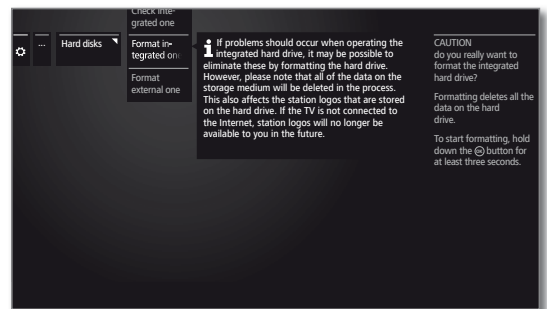 Check inte-
grated one
...
Hard disks
Format in-
tegrated one
Format
external one
If problems should occur when operating the
integrated hard drive, it may be possible to
eliminate these by formatting the hard drive.
However, please note that all of the data on the
storage medium will be deleted in the process.
This also affects the station logos that are stored
on the hard drive. If the TV is not connected to
the Internet, station logos will no longer be
available to you in the future.
CAUTION
do you really want to
format the integrated
hard drive?
Formatting deletes all the
data on the hard
drive.
To start formatting, hold
down the OK button for
at least three seconds.